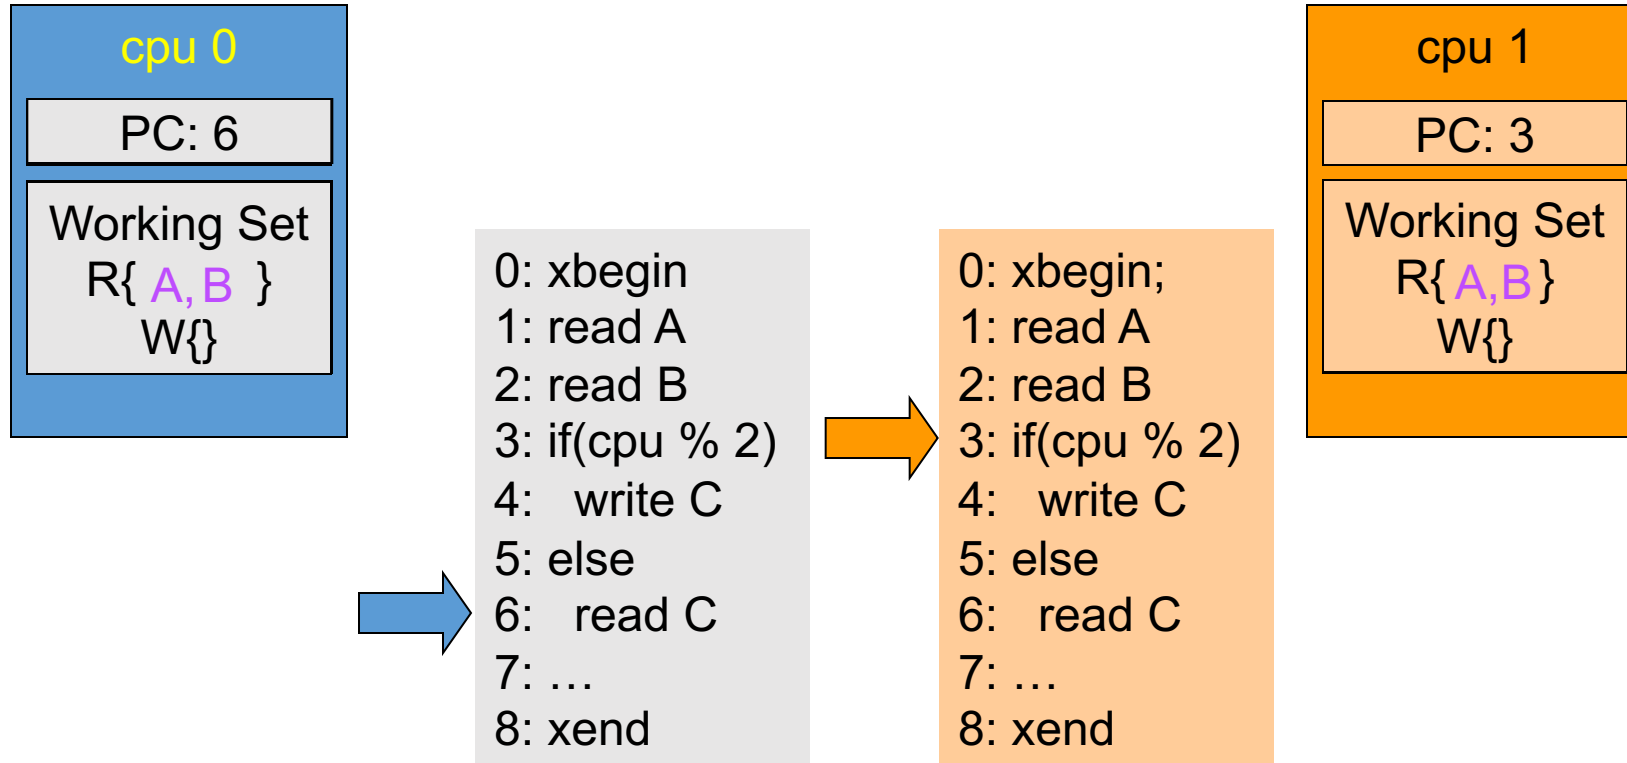 cpu 0
PC: 6
Working Set
R{ A, B }
W{}
0: xbegin
1: read A
2: read B
3: if(cpu % 2)
4: write C
5: else
6: read C
7: …
8: xend
0: xbegin;
1: read A
2: read B
3: if(cpu % 2)
4: write C
5: else
6: read C
7: …
8: xend
cpu 1
PC: 3
Working Set
R{ A,B }
W{}